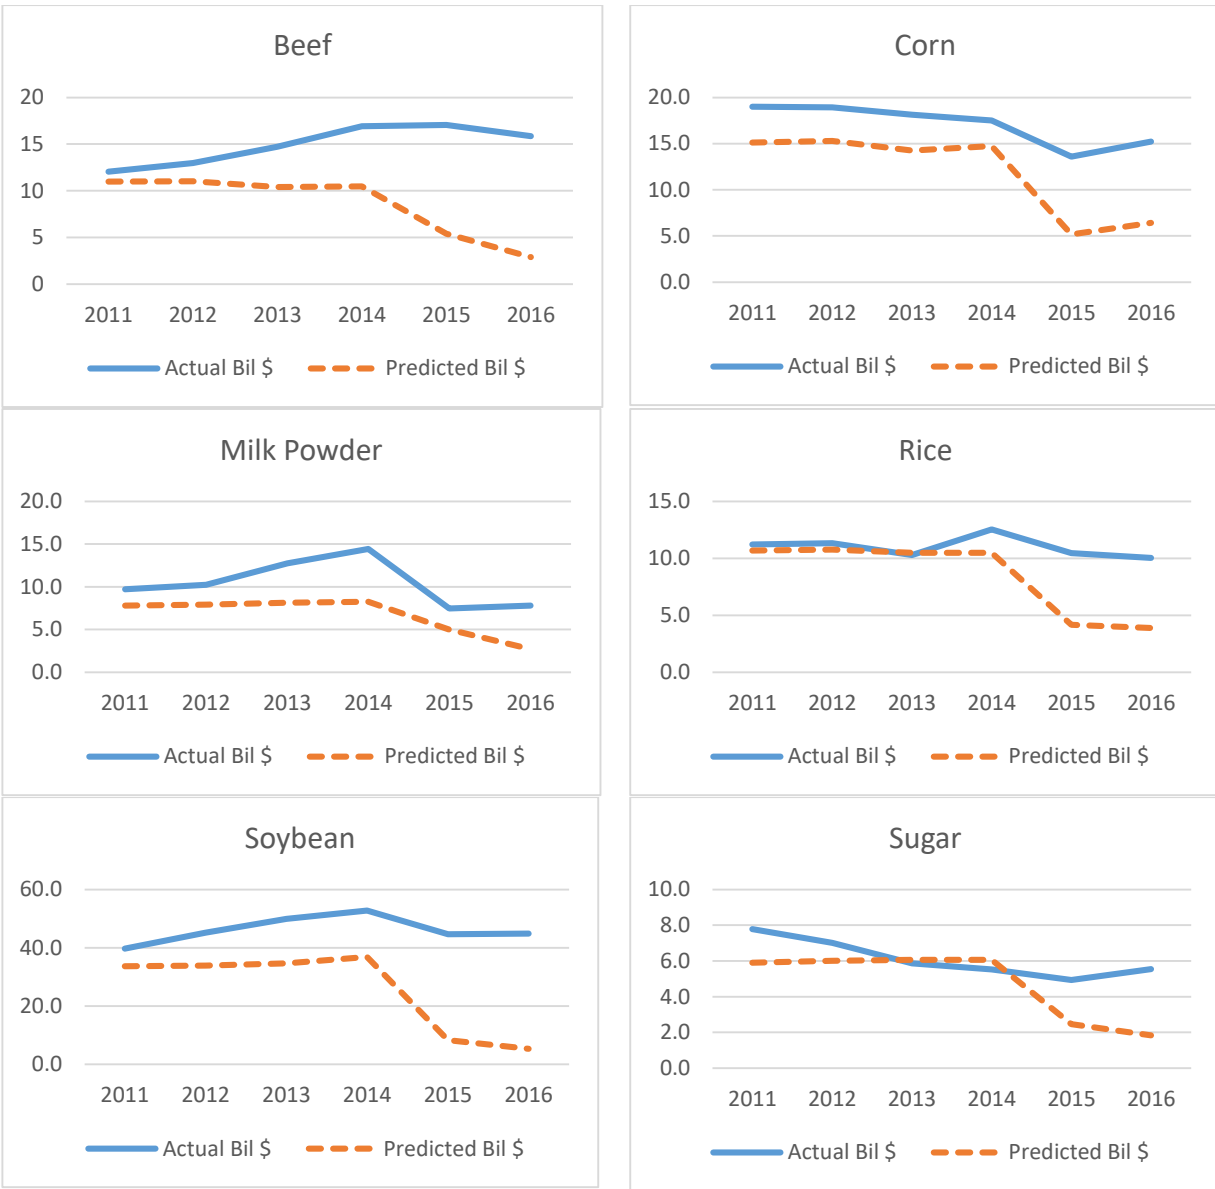 Beef
20
15
10
5
0
2011 2012 2013 2014 2015 2016
Actual Bil $ Predicted Bil $
Corn
20.0
15.0
10.0
5.0
0.0
2011 2012 2013 2014 2015 2016
Actual Bil $ Predicted Bil $
Milk Powder
20.0
15.0
10.0
5.0
0.0
2011 2012 2013 2014 2015 2016
Actual Bil $ Predicted Bil $
Rice
15.0
10.0
5.0
0.0
2011 2012 2013 2014 2015 2016
Actual Bil $ Predicted Bil $
Soybean
60.0
40.0
20.0
0.0
2011 2012 2013 2014 2015 2016
Actual Bil $ Predicted Bil $
Sugar
10.0
8.0
6.0
4.0
2.0
0.0
2011 2012 2013 2014 2015 2016
Actual Bil $ Predicted Bil $